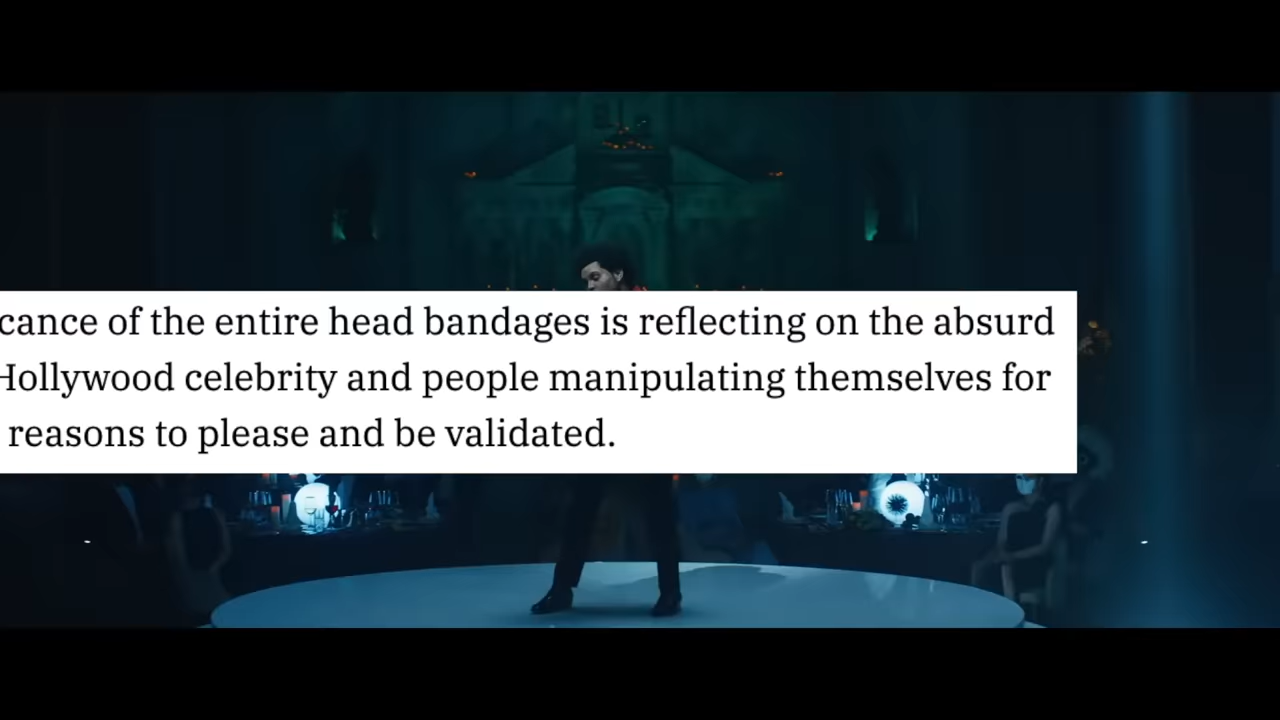 cance of the entire head bandages is reflecting on the absurd
Hollywood celebrity and people manipulating themselves for
reasons to please and be validated.